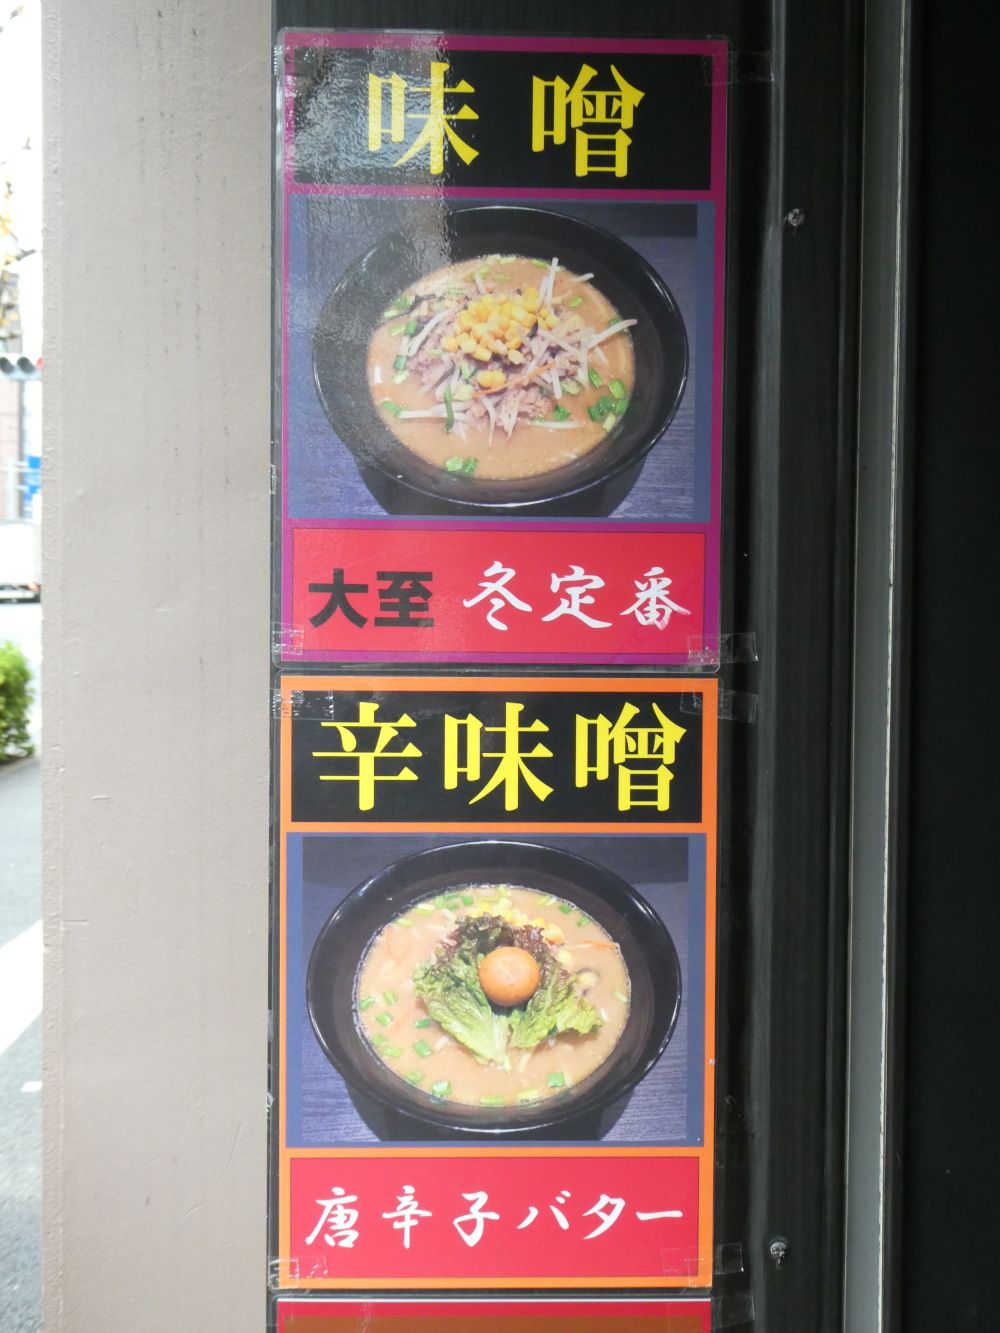 味噌
大至 冬定番
辛味噌
唐辛子バター